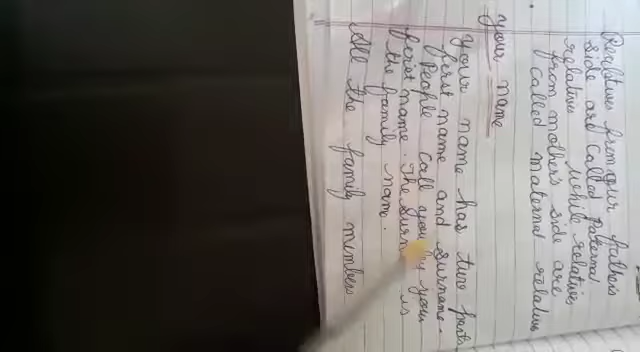 Relatives from your fathers
side are called paternal
relatives while relatives
from mother's side are
called maternal relatives
your name
your name has two parts
first name and surname.
People call you by your
first name. The surn is
the family name.
All the family members